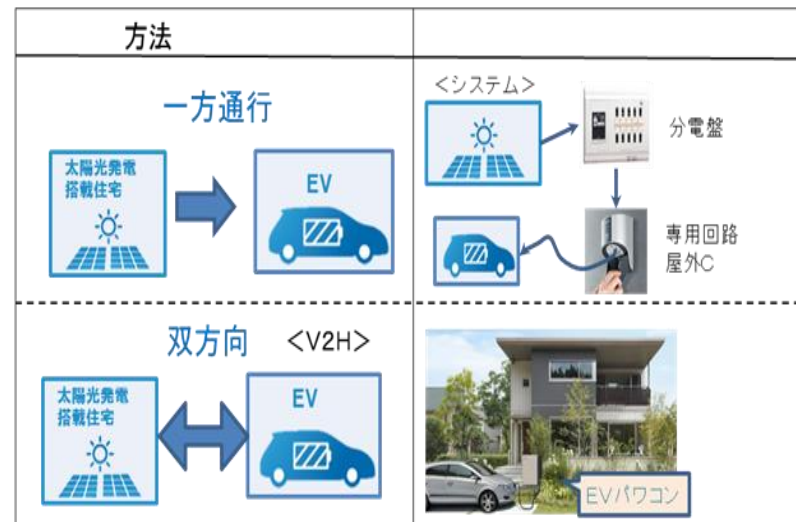 方法
一方通行
太陽光発電
搭載住宅
EV
＜システム＞
分電盤
専用回路
屋外C
双方向 ＜V2H＞
太陽光発電
搭載住宅
EV
EVパワコン